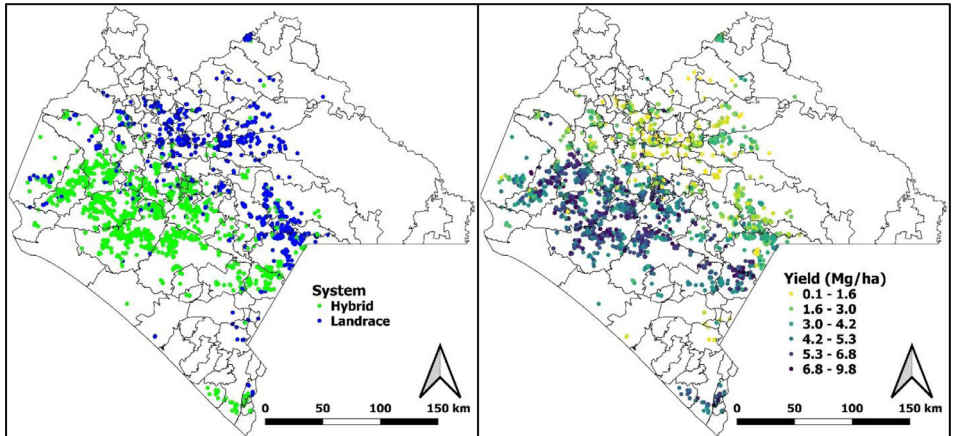 System
Hybrid
Landrace
0 50 100 150 km
Yield (Mg/ha)
0.1 - 1.6
1.6 - 3.0
3.0 - 4.2
4.2 - 5.3
5.3 - 6.8
6.8 - 9.8
0 50 100 150 km